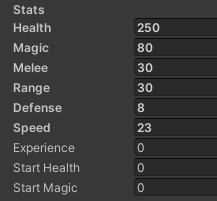 Stats
Health 250
Magic 80
Melee 30
Range 30
Defense 8
Speed 23
Experience 0
Start Health 0
Start Magic 0